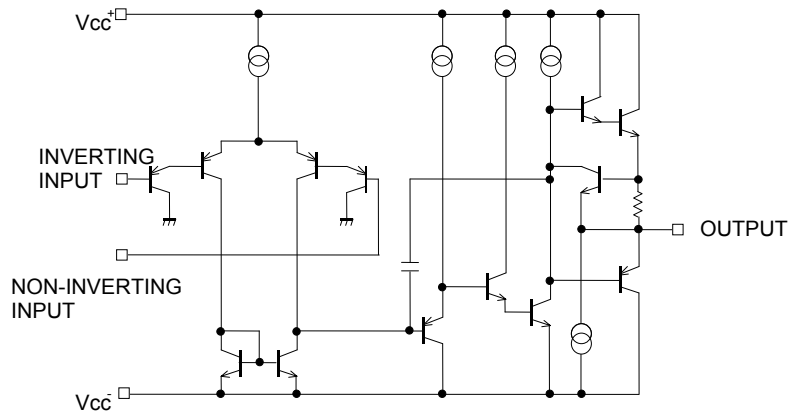 Vcc+
INVERTING
INPUT
OUTPUT
NON-INVERTING
INPUT
Vcc-